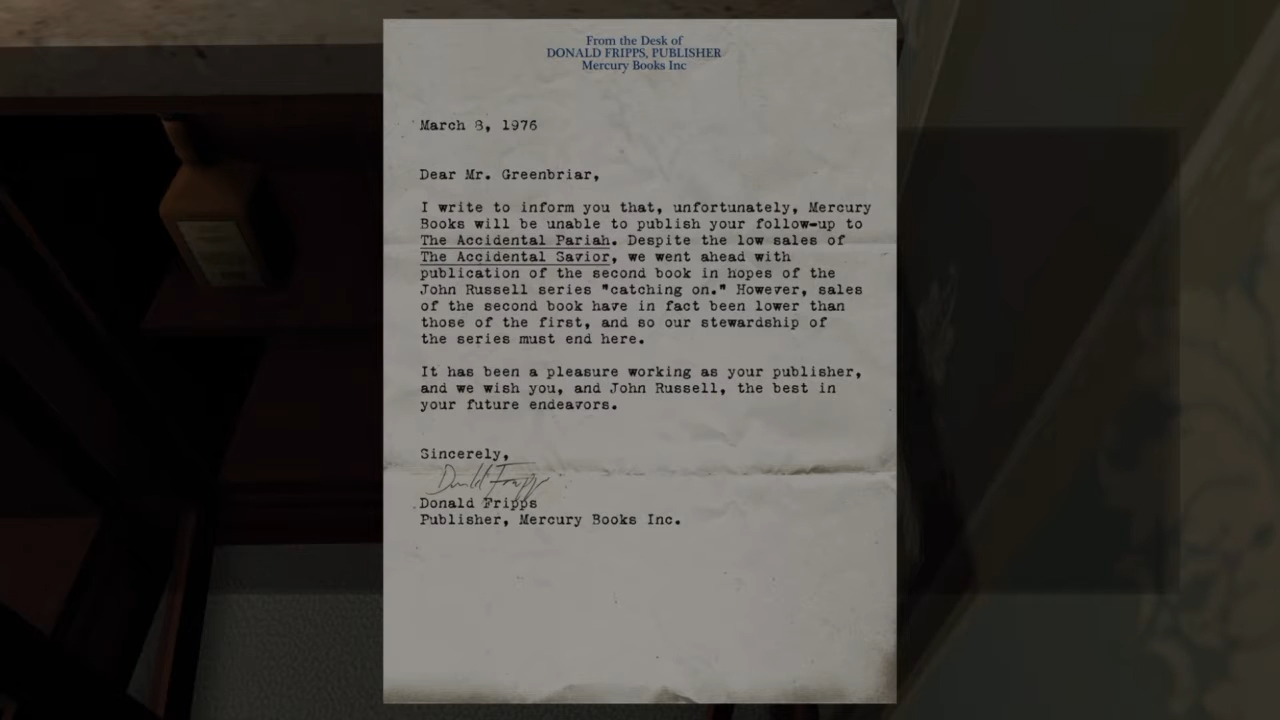 From the Desk of
DONALD FRIPPS, PUBLISHER
Mercury Books Inc
March 8, 1976
Dear Mr. Greenbriar,
I write to inform you that, unfortunately, Mercury
Books will be unable to publish your follow-up to
The Accidental Pariah. Despite the low sales of
The Accidental Savior, we went ahead with
publication of the second book in hopes of the
John Russell series "catching on." However, sales
of the second book have in fact been lower than
those of the first, and so our stewardship of
the series must end here.
It has been a pleasure working as your publisher,
and we wish you, and John Russell, the best in
your future endeavors.
Sincerely,
Donald Fripps
Donald Fripps
Publisher, Mercury Books Inc.